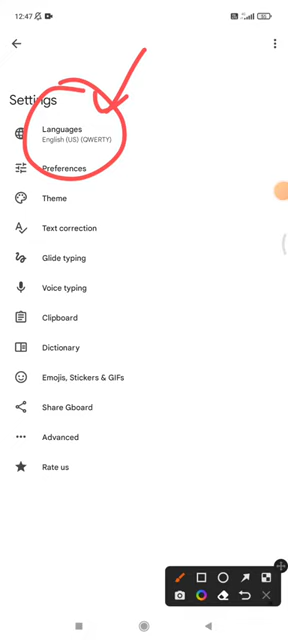 12:47
Settings
Languages
English (US) (QWERTY)
Preferences
Theme
Text correction
Glide typing
Voice typing
Clipboard
Dictionary
Emojis, Stickers & GIFs
Share Gboard
Advanced
Rate us